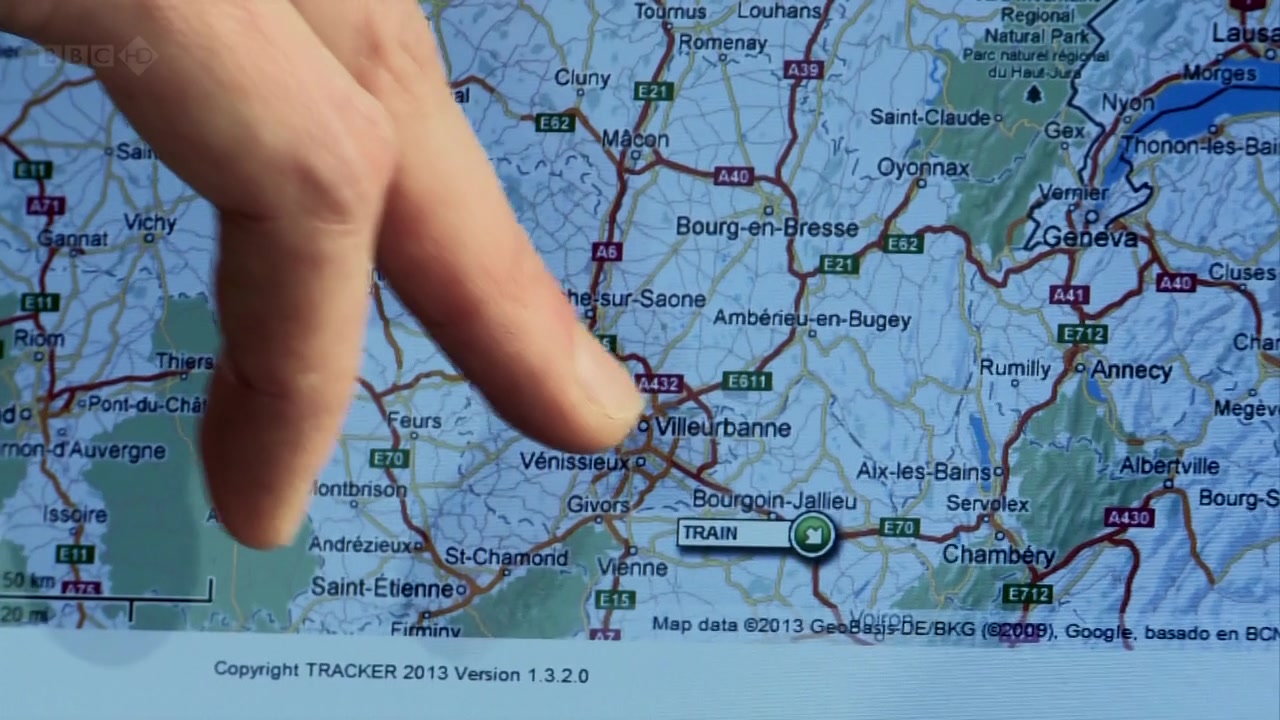 BBC HD
Tournus
Louhans
Romenay
Regional
Natural Park
Parc naturel régional
du Haut-Jura
Lausa
Morges
Cluny
A39
E21
Nyon
E62
Saint-Claude
Gex
Mâcon
Thonon-les-Bai
E11
Sain
A40
Oyonnax
Vernier
A71
Vichy
Gannat
Bourg-en-Bresse
E62
Geneva
A6
E21
Cluses
A40
E11
he-sur-Saone
A41
Ambérieu-en-Bugey
E712
Riom
Thiers
Char
A432
E611
Rumilly
Annecy
Pont-du-Chât
Megèv
Feurs
Villeurbanne
rnon-d'Auvergne
E70
Vénissieux
Aix-les-Bains
Albertville
Montbrison
Bourgoin-Jallieu
Bourg-S
Issoire
Givors
Servolex
A430
TRAIN
E70
Andrézieux
St-Chamond
Chambéry
E11
Vienne
50 km
A75
Saint-Étienne
E15
E712
20 mi
Firminy
A7
Voiron
Map data ©2013 GeoBasis-DE/BKG (©2009), Google, basado en BCN
Copyright TRACKER 2013 Version 1.3.2.0